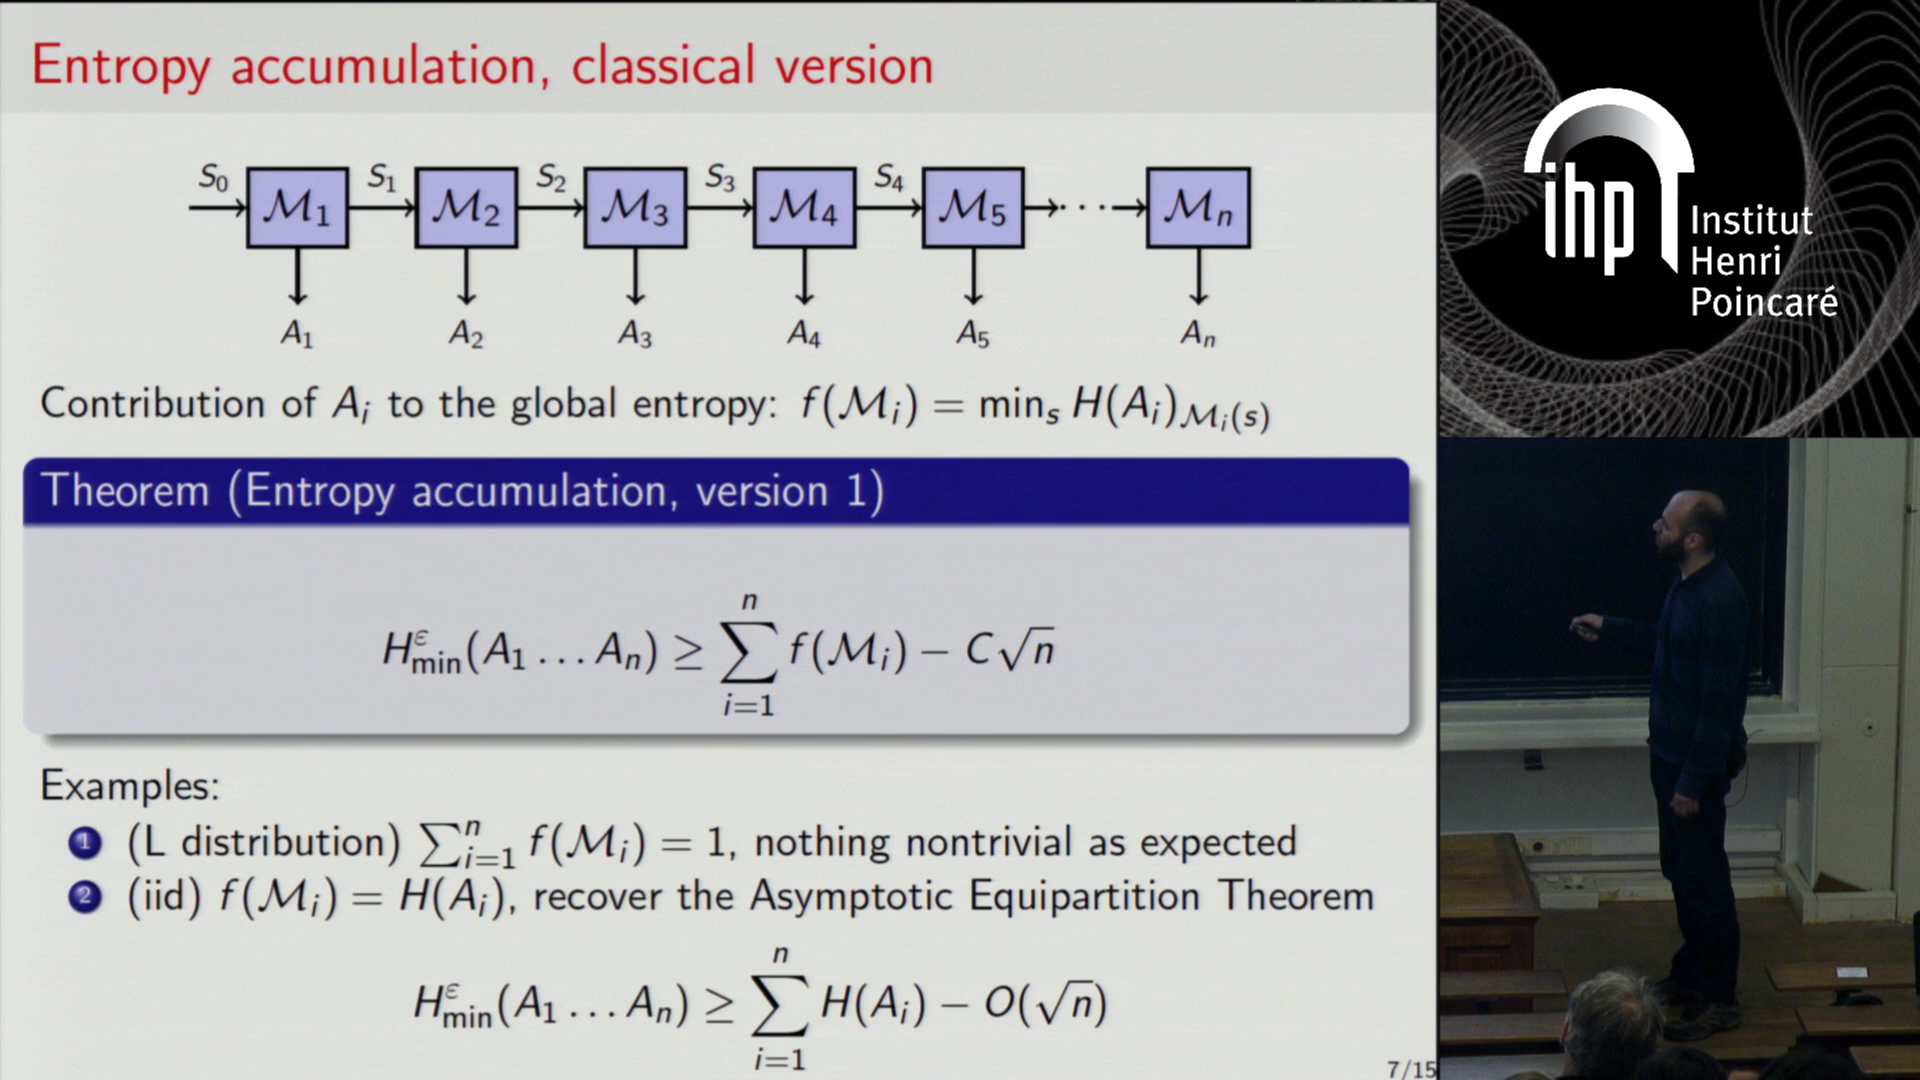 Entropy accumulation, classical version
S₀ M₁ S₁ M₂ S₂ M₃ S₃ M₄ S₄ M₅ ··· Mₙ
A₁ A₂ A₃ A₄ A₅ Aₙ
Contribution of Aᵢ to the global entropy: f(Mᵢ) = minₛ H(Aᵢ)_{Mᵢ(s)}
Theorem (Entropy accumulation, version 1)
H^ε_min(A₁ … Aₙ) ≥ ∑_{i=1}^{n} f(Mᵢ) − C√n
Examples:
1 (L distribution) ∑_{i=1}^{n} f(Mᵢ) = 1, nothing nontrivial as expected
2 (iid) f(Mᵢ) = H(Aᵢ), recover the Asymptotic Equipartition Theorem
H^ε_min(A₁ … Aₙ) ≥ ∑_{i=1}^{n} H(Aᵢ) − O(√n)
7/15
ihp
Institut
Henri
Poincaré